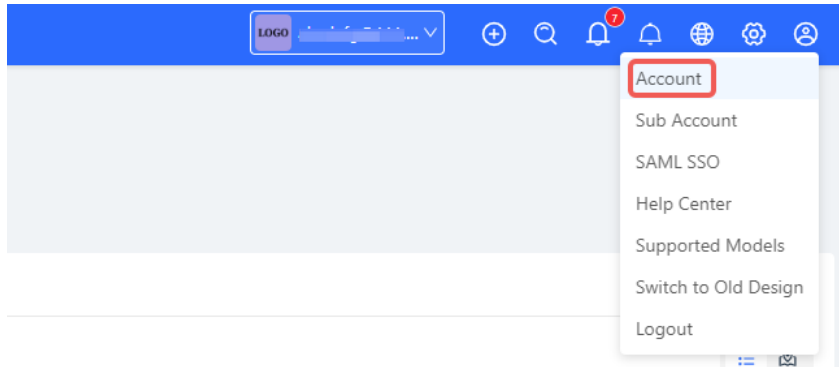 LOGO ...
7
Account
Sub Account
SAML SSO
Help Center
Supported Models
Switch to Old Design
Logout